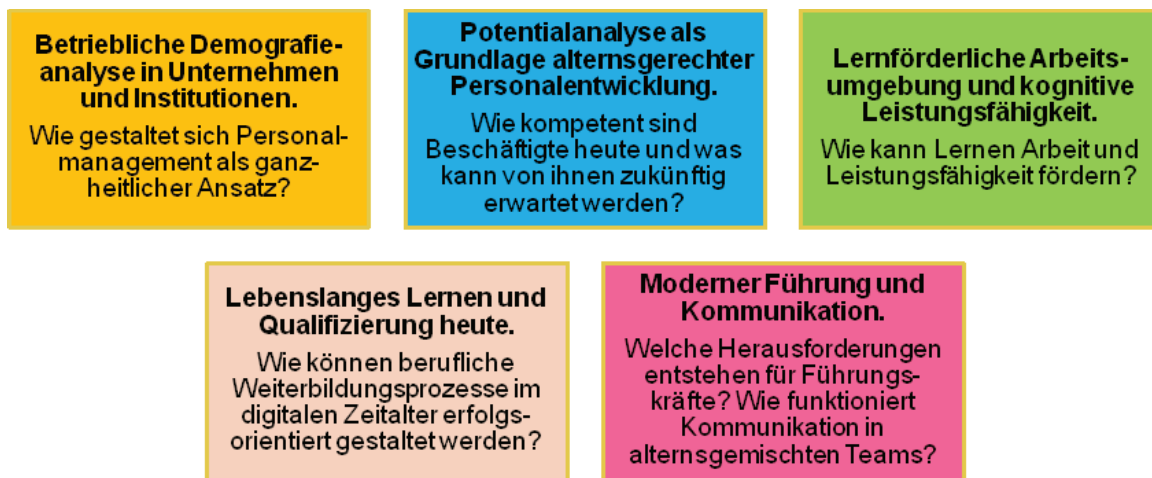 Betriebliche Demografie-
analyse in Unternehmen
und Institutionen.
Wie gestaltet sich Personal-
management als ganz-
heitlicher Ansatz?
Potentialanalyse als
Grundlage alternsgerechter
Personalentwicklung.
Wie kompetent sind
Beschäftigte heute und was
kann von ihnen zukünftig
erwartet werden?
Lernförderliche Arbeits-
umgebung und kognitive
Leistungsfähigkeit.
Wie kann Lernen Arbeit und
Leistungsfähigkeit fördern?
Lebenslanges Lernen und
Qualifizierung heute.
Wie können berufliche
Weiterbildungsprozesse im
digitalen Zeitalter erfolgs-
orientiert gestaltet werden?
Moderner Führung und
Kommunikation.
Welche Herausforderungen
entstehen für Führungs-
kräfte? Wie funktioniert
Kommunikation in
alternsgemischten Teams?